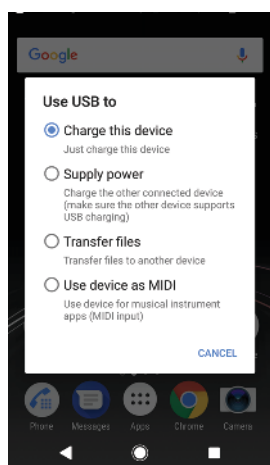 Google
Use USB to
Charge this device
Just charge this device
Supply power
Charge the other connected device
(make sure the other device supports
USB charging)
Transfer files
Transfer files to another device
Use device as MIDI
Use device for musical instrument
apps (MIDI input)
CANCEL
Phone Messages Apps Chrome Camera